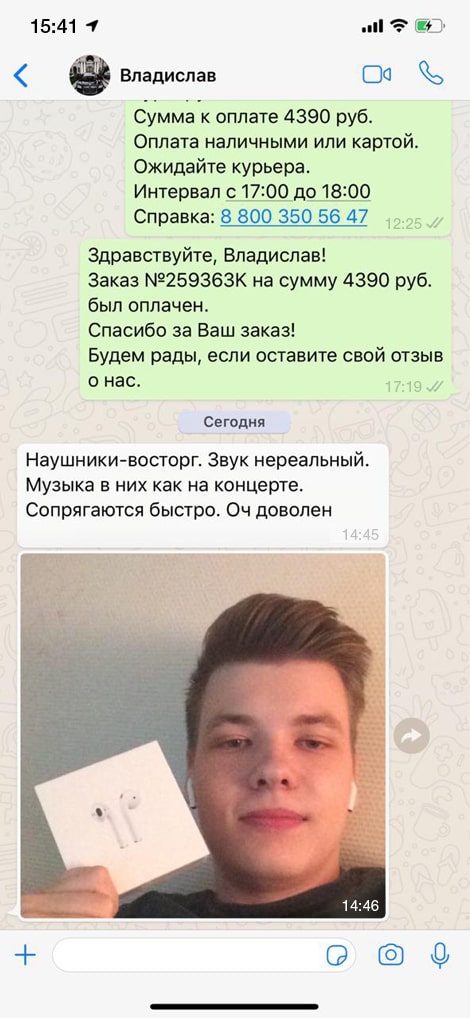 15:41
Владислав
Сумма к оплате 4390 руб.
Оплата наличными или картой.
Ожидайте курьера.
Интервал с 17:00 до 18:00
Справка: 8 800 350 56 47
12:25
Здравствуйте, Владислав!
Заказ №259363К на сумму 4390 руб.
был оплачен.
Спасибо за Ваш заказ!
Будем рады, если оставите свой отзыв
о нас.
17:19
Сегодня
Наушники-восторг. Звук нереальный.
Музыка в них как на концерте.
Сопрягаются быстро. Оч доволен
14:45
14:46